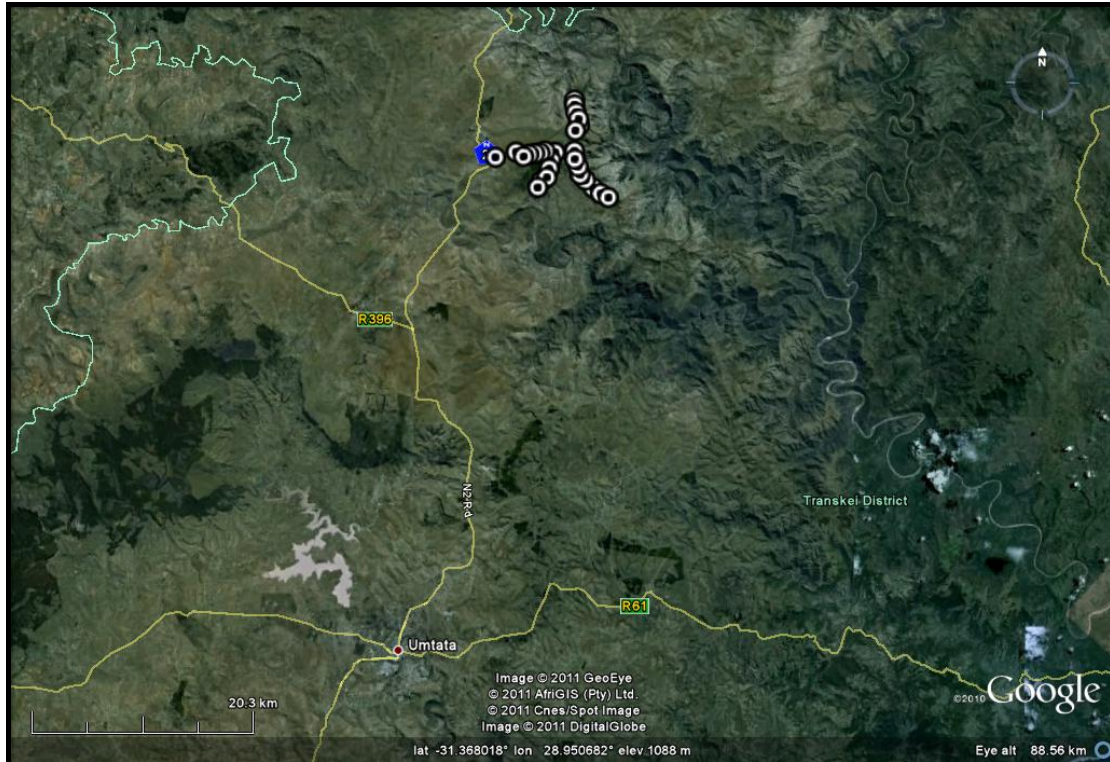 N
R396
N2 Rd
Transkei District
R61
Umtata
20.3 km
Image © 2011 GeoEye
© 2011 AfriGIS (Pty) Ltd.
© 2011 Cnes/Spot Image
Image © 2011 DigitalGlobe
©2010 Google
lat -31.368018° lon 28.950682° elev 1088 m
Eye alt 88.56 km